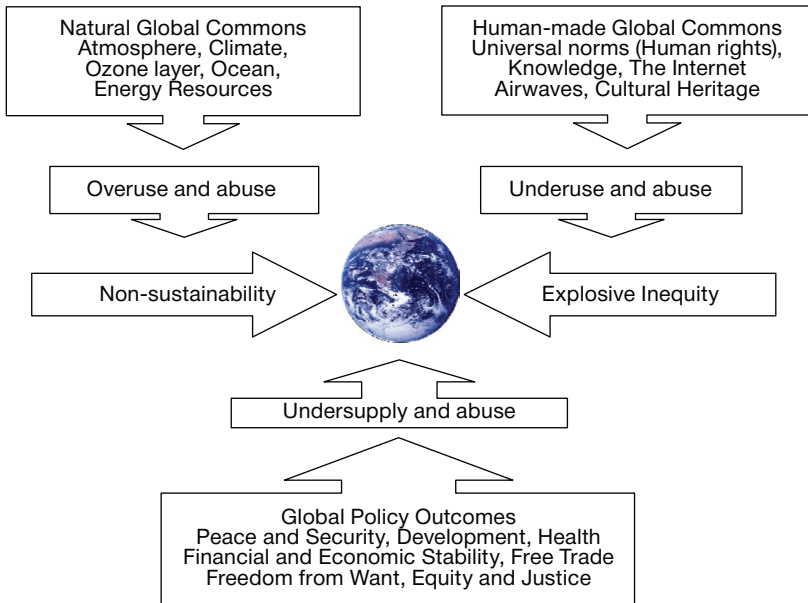 Natural Global Commons
Atmosphere, Climate,
Ozone layer, Ocean,
Energy Resources
Human-made Global Commons
Universal norms (Human rights),
Knowledge, The Internet
Airwaves, Cultural Heritage
Overuse and abuse
Underuse and abuse
Non-sustainability
Explosive Inequity
Undersupply and abuse
Global Policy Outcomes
Peace and Security, Development, Health
Financial and Economic Stability, Free Trade
Freedom from Want, Equity and Justice